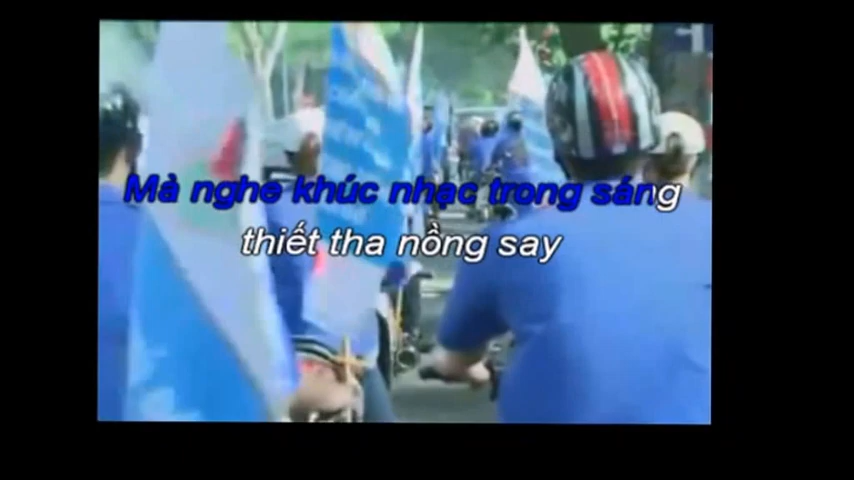 Mà nghe khúc nhạc trong sáng
thiết tha nồng say